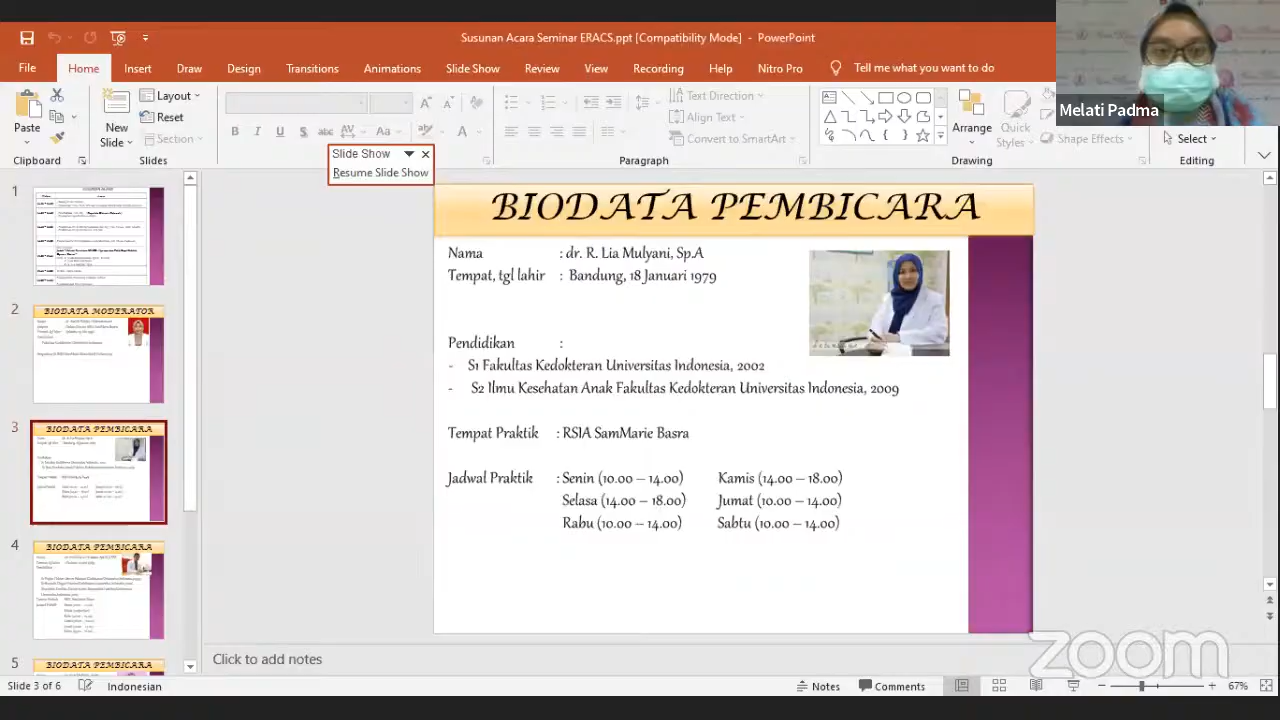 Susunan Acara Seminar ERACS.ppt [Compatibility Mode] - PowerPoint
File Home Insert Draw Design Transitions Animations Slide Show Review View Recording Help Nitro Pro Tell me what you want to do
Melati Padma
Paste
New
Slide
Layout
Reset
Section
Text Direction
Align Text
Convert to SmartArt
Arrange
Quick
Styles
Shape Effects
Select
Clipboard Slides Paragraph Drawing Editing
Slide Show
Resume Slide Show
1
2
BIODATA MODERATOR
3
BIODATA PEMBICARA
4
BIODATA PEMBICARA
5
BIODATA PEMBICARA
BIODATA PEMBICARA
Nama : dr. R. Lia Mulyani, Sp.A
Tempat, tgl lahir : Bandung, 18 Januari 1979
Pendidikan :
- S1 Fakultas Kedokteran Universitas Indonesia, 2002
- S2 Ilmu Kesehatan Anak Fakultas Kedokteran Universitas Indonesia, 2009
Tempat Praktik : RSIA SamMarie Basra
Jadwal Praktik : Senin (10.00 – 14.00) Kamis (14.00 – 18.00)
Selasa (14.00 – 18.00) Jumat (10.00 – 14.00)
Rabu (10.00 – 14.00) Sabtu (10.00 – 14.00)
Click to add notes
zoom
Slide 3 of 6 Indonesian Notes Comments 67%